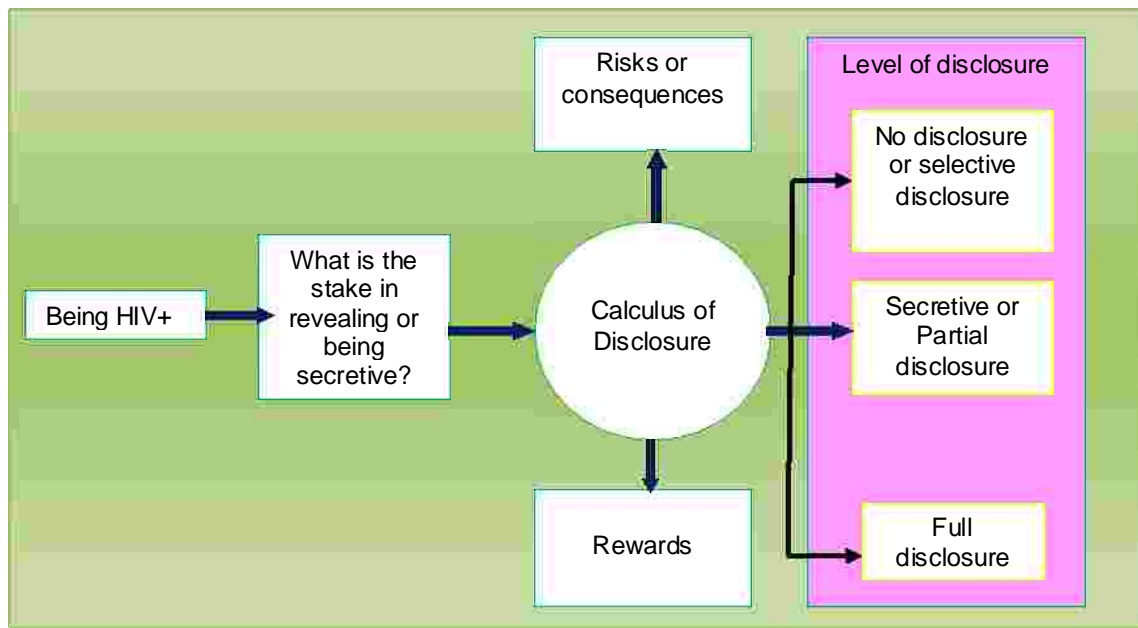 Being HIV+
What is the
stake in
revealing or
being
secretive?
Risks or
consequences
Calculus of
Disclosure
Rewards
Level of disclosure
No disclosure
or selective
disclosure
Secretive or
Partial
disclosure
Full
disclosure